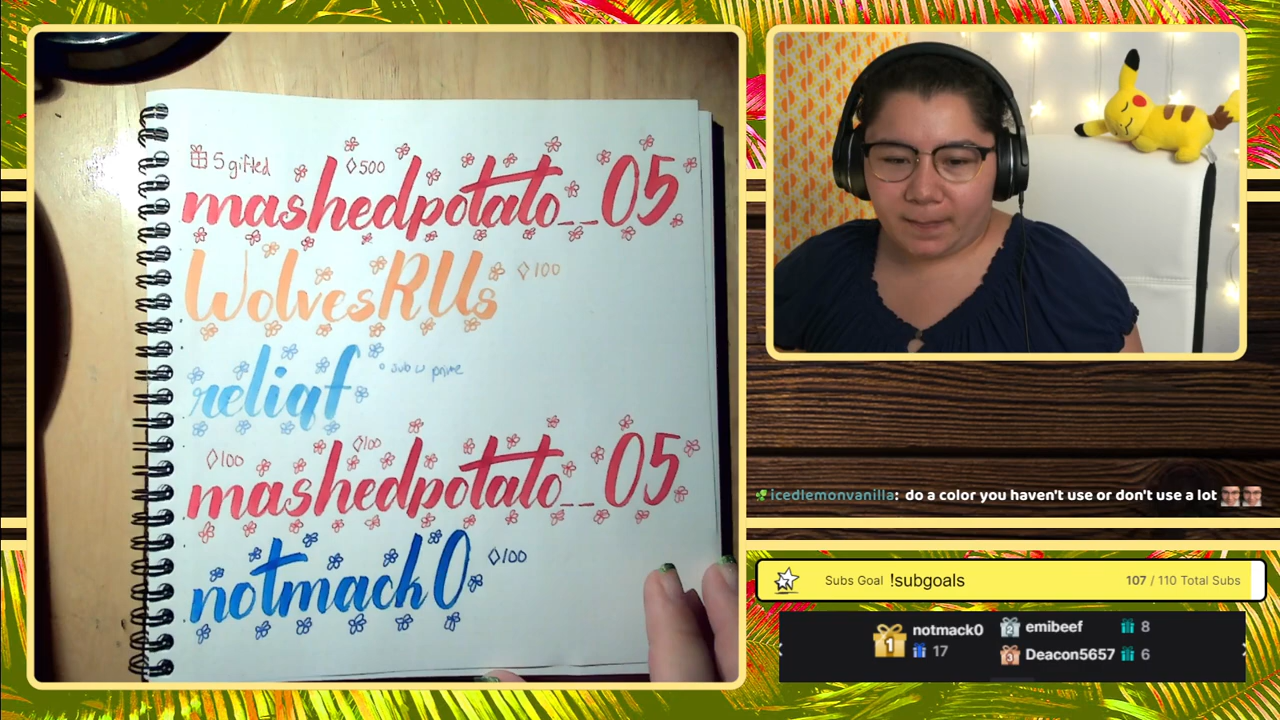 5 gifted ◇500
mashedpotato__05
WolvesRUs ◇100
reliqf ° sub w prime
◇100 ◇100
mashedpotato__05
notmack0 ◇100
icedlemonvanilla: do a color you haven't use or don't use a lot
Subs Goal !subgoals 107 / 110 Total Subs
1 notmack0 17
2 emibeef 8
3 Deacon5657 6